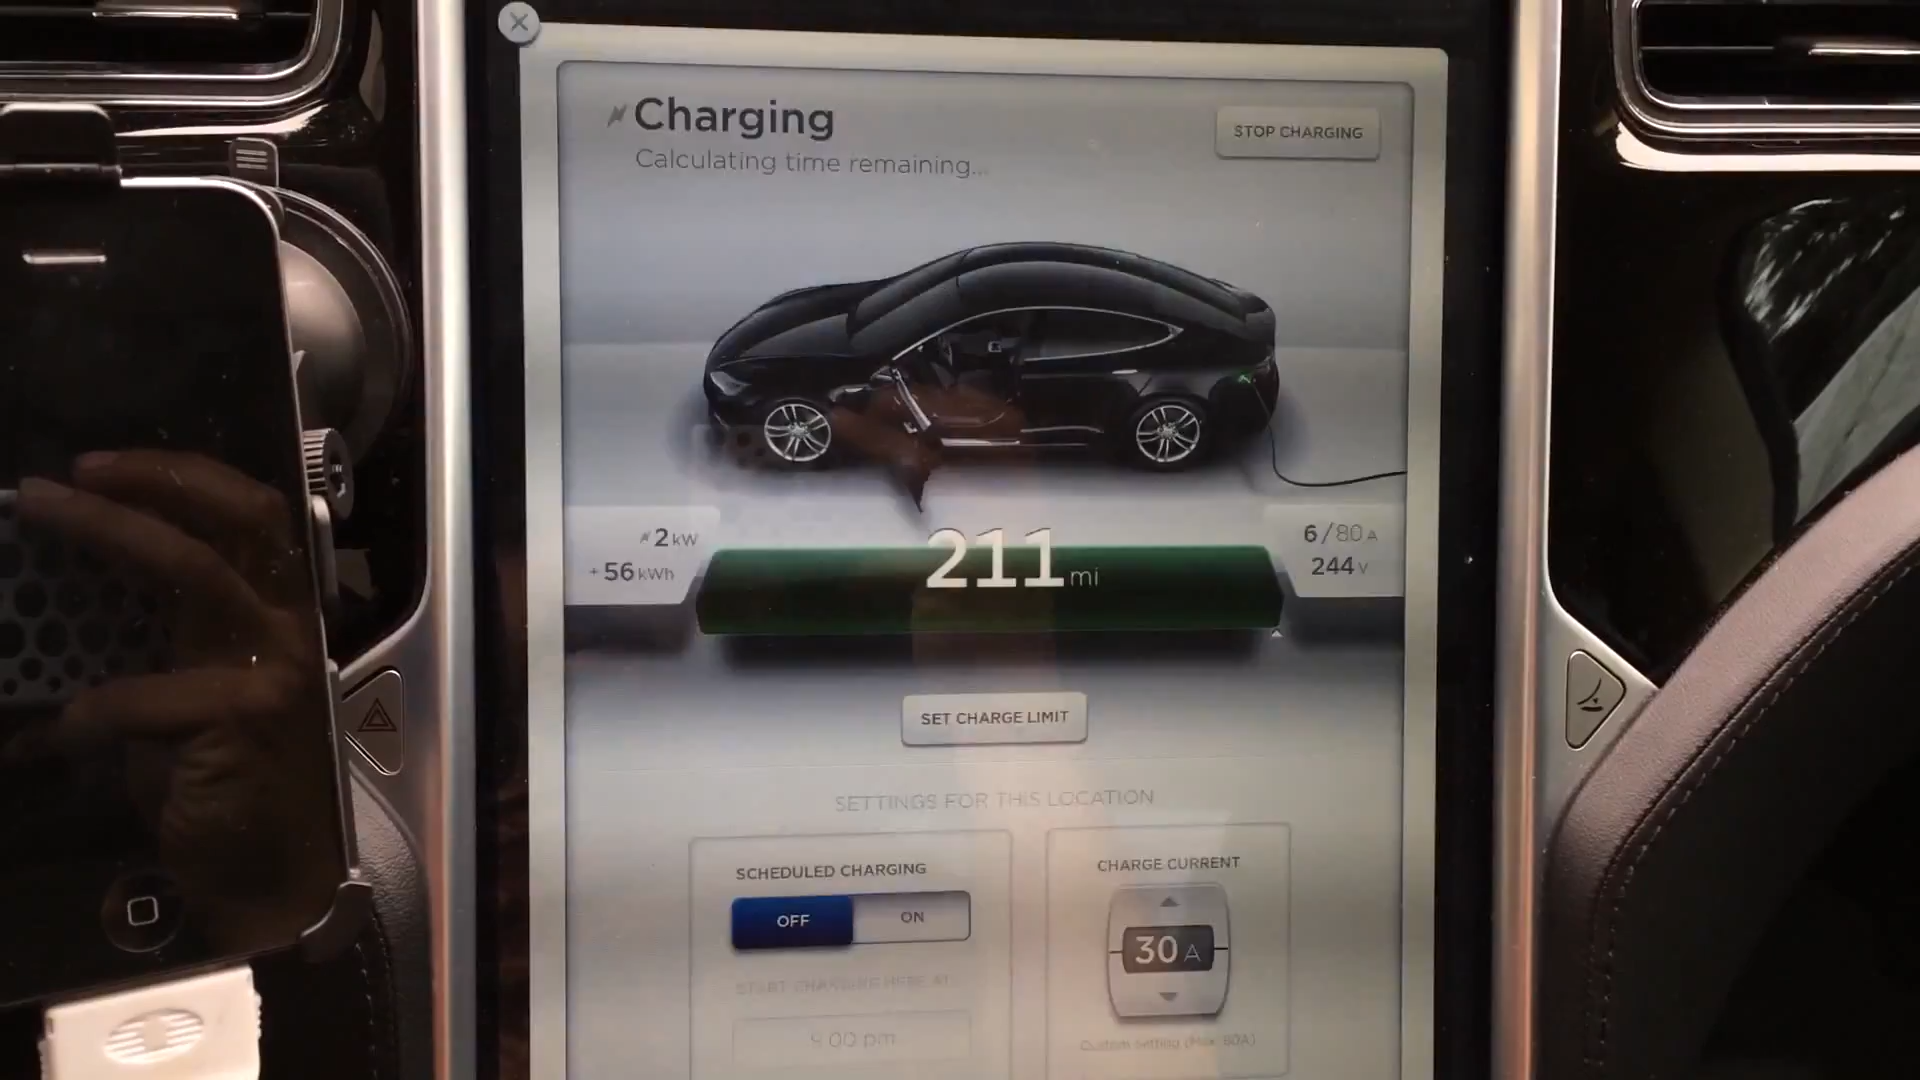 Charging
Calculating time remaining...
STOP CHARGING
2 kW
+ 56 kWh
211 mi
6/80 A
244 V
SET CHARGE LIMIT
SETTINGS FOR THIS LOCATION
SCHEDULED CHARGING
OFF ON
START CHARGING HERE AT
9:00 pm
CHARGE CURRENT
30 A
Custom Setting (Max 80A)